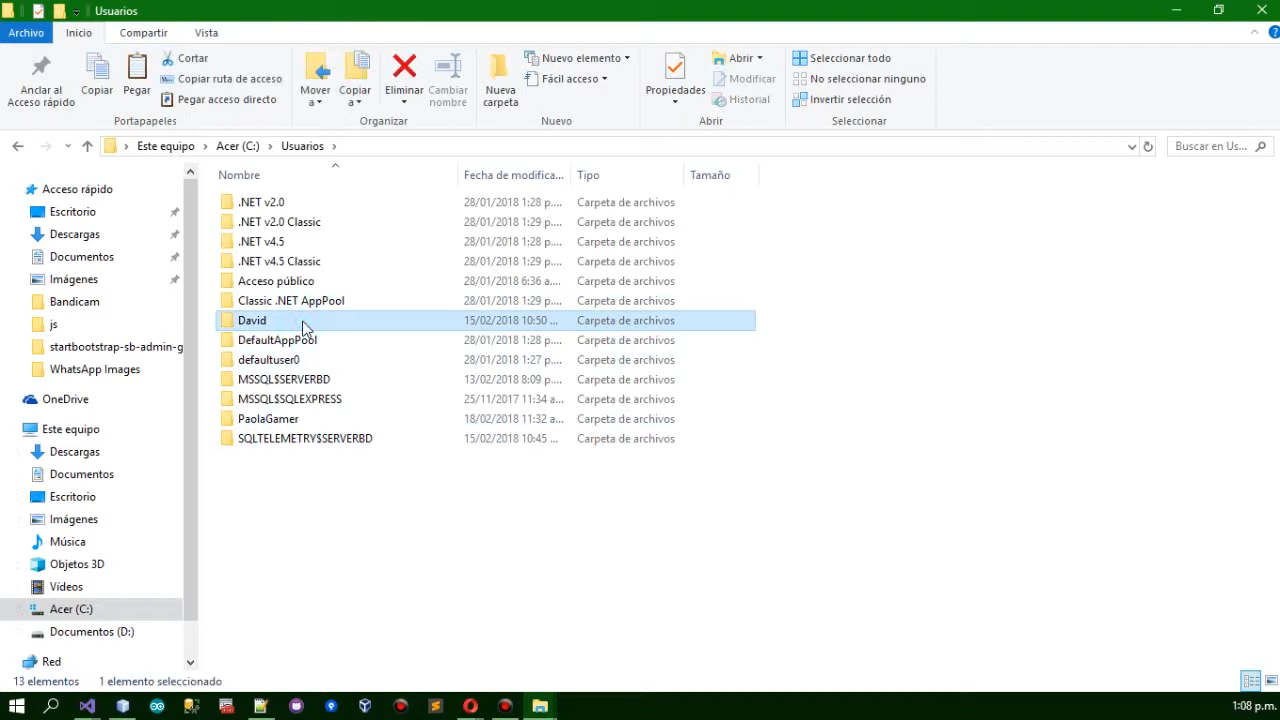 Usuarios
Archivo Inicio Compartir Vista
Anclar al Acceso rápido
Copiar
Pegar
Cortar
Copiar ruta de acceso
Pegar acceso directo
Portapapeles
Mover a
Copiar a
Eliminar
Cambiar nombre
Organizar
Nueva carpeta
Nuevo elemento
Fácil acceso
Nuevo
Propiedades
Abrir
Modificar
Historial
Abrir
Seleccionar todo
No seleccionar ninguno
Invertir selección
Seleccionar
Este equipo › Acer (C:) › Usuarios ›
Buscar en Us...
Acceso rápido
Escritorio
Descargas
Documentos
Imágenes
Bandicam
js
startbootstrap-sb-admin-g
WhatsApp Images
OneDrive
Este equipo
Descargas
Documentos
Escritorio
Imágenes
Música
Objetos 3D
Vídeos
Acer (C:)
Documentos (D:)
Red
Nombre Fecha de modifica... Tipo Tamaño
.NET v2.0 28/01/2018 1:28 p.... Carpeta de archivos
.NET v2.0 Classic 28/01/2018 1:29 p.... Carpeta de archivos
.NET v4.5 28/01/2018 1:28 p.... Carpeta de archivos
.NET v4.5 Classic 28/01/2018 1:29 p.... Carpeta de archivos
Acceso público 28/01/2018 6:36 a.... Carpeta de archivos
Classic .NET AppPool 28/01/2018 1:29 p.... Carpeta de archivos
David 15/02/2018 10:50 ... Carpeta de archivos
DefaultAppPool 28/01/2018 1:28 p.... Carpeta de archivos
defaultuser0 28/01/2018 1:27 p.... Carpeta de archivos
MSSQL$SERVERBD 13/02/2018 8:09 p.... Carpeta de archivos
MSSQL$SQLEXPRESS 25/11/2017 11:34 a... Carpeta de archivos
PaolaGamer 18/02/2018 11:32 a... Carpeta de archivos
SQLTELEMETRY$SERVERBD 15/02/2018 10:45 ... Carpeta de archivos
13 elementos 1 elemento seleccionado
1:08 p.m.